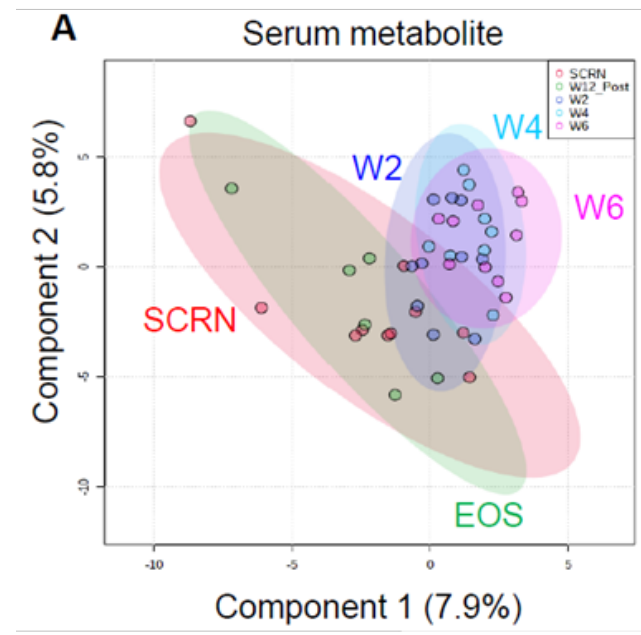 A
Serum metabolite
SCRN
W12_Post
W2
W4
W6
W4
W2
W6
SCRN
EOS
5
0
-5
-10
Component 2 (5.8%)
-10
-5
0
5
Component 1 (7.9%)